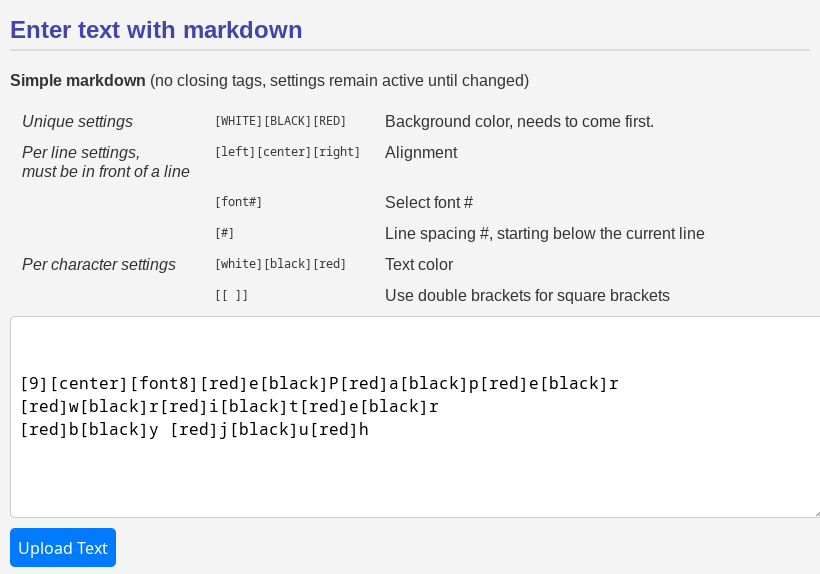 Enter text with markdown
Simple markdown (no closing tags, settings remain active until changed)
Unique settings [WHITE][BLACK][RED] Background color, needs to come first.
Per line settings, [left][center][right] Alignment
must be in front of a line
[font#] Select font #
[#] Line spacing #, starting below the current line
Per character settings [white][black][red] Text color
[[ ]] Use double brackets for square brackets
[9][center][font8][red]e[black]P[red]a[black]p[red]e[black]r
[red]w[black]r[red]i[black]t[red]e[black]r
[red]b[black]y [red]j[black]u[red]h
Upload Text